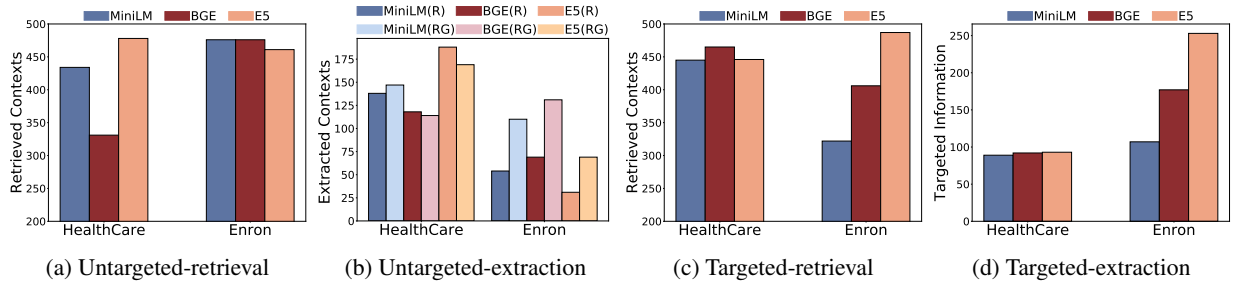 MiniLM BGE E5
Retrieved Contexts
500
450
400
350
300
250
200
HealthCare Enron
(a) Untargeted-retrieval
MiniLM(R) BGE(R) E5(R)
MiniLM(RG) BGE(RG) E5(RG)
Extracted Contexts
175
150
125
100
75
50
25
0
HealthCare Enron
(b) Untargeted-extraction
MiniLM BGE E5
Retrieved Contexts
500
450
400
350
300
250
200
HealthCare Enron
(c) Targeted-retrieval
MiniLM BGE E5
Targeted Information
250
200
150
100
50
0
HealthCare Enron
(d) Targeted-extraction